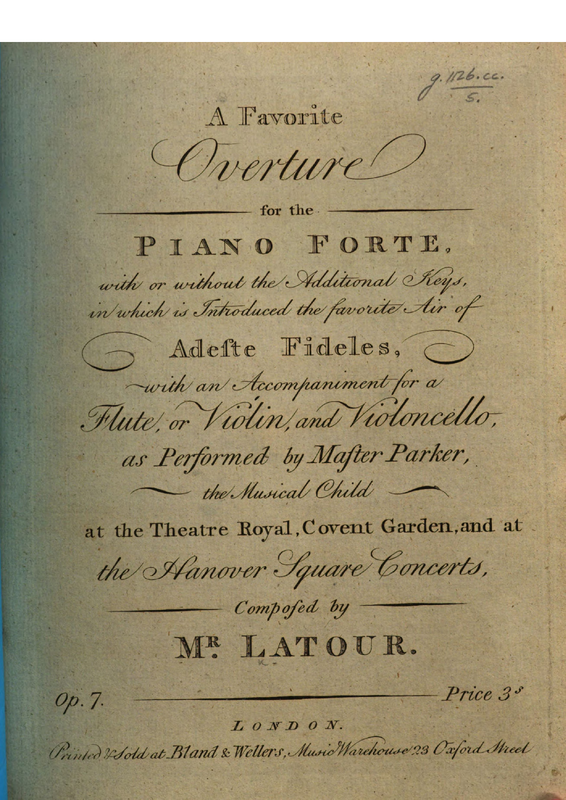 g.1126.cc.
5.
A Favorite
Overture
for the
PIANO FORTE,
with or without the Additional Keys,
in which is Introduced the favorite Air of
Adeſte Fideles,
with an Accompaniment for a
Flute, or Violin, and Violoncello,
as Performed by Maſter Parker,
the Musical Child
at the Theatre Royal, Covent Garden, and at
the Hanover Square Concerts,
Compoſed by
MR. LATOUR.
Op. 7. Price 3s
LONDON.
Printed & Sold at Bland & Wellers, Music Warehouse 23 Oxford Street